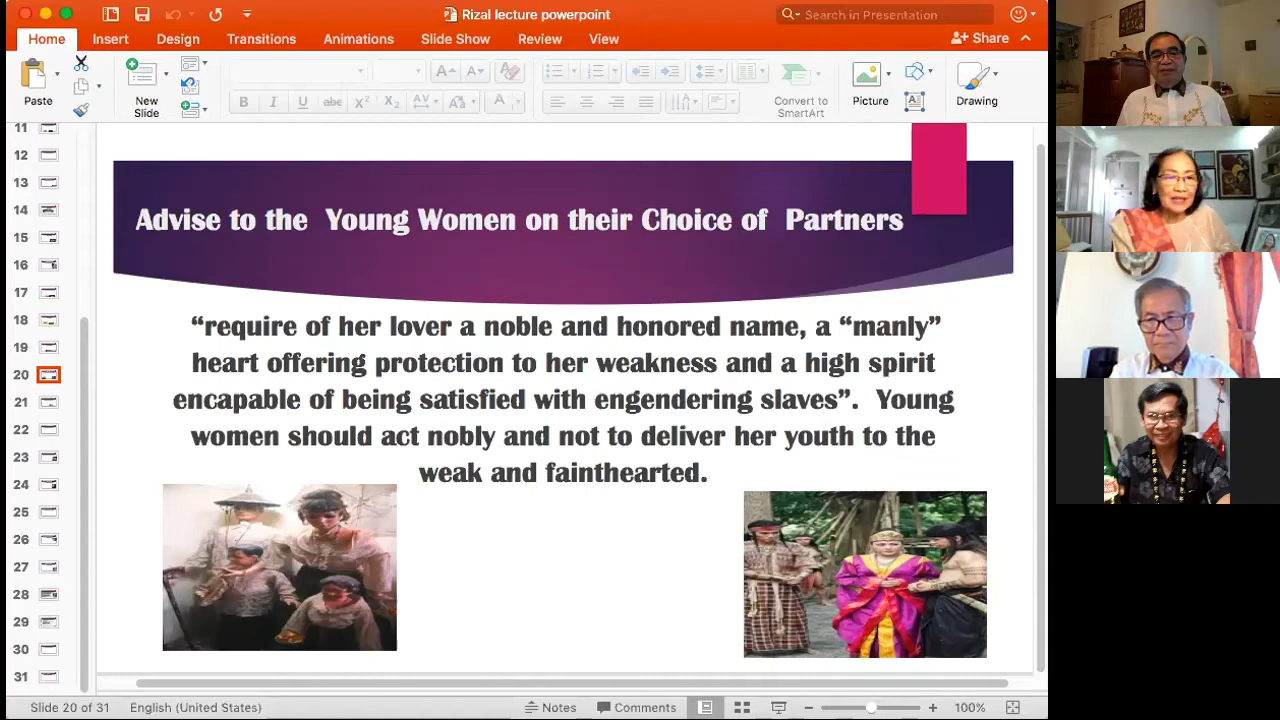 Rizal lecture powerpoint
Search in Presentation
Home Insert Design Transitions Animations Slide Show Review View Share
Paste
New
Slide
B I U abc X² X₂ AV A
Convert to
SmartArt
Picture
Drawing
11
12
13
14
15
16
17
18
19
20
21
22
23
24
25
26
27
28
29
30
31
Advise to the Young Women on their Choice of Partners
“require of her lover a noble and honored name, a “manly”
heart offering protection to her weakness and a high spirit
encapable of being satisfied with engendering slaves”. Young
women should act nobly and not to deliver her youth to the
weak and fainthearted.
Slide 20 of 31 English (United States) Notes Comments 100%